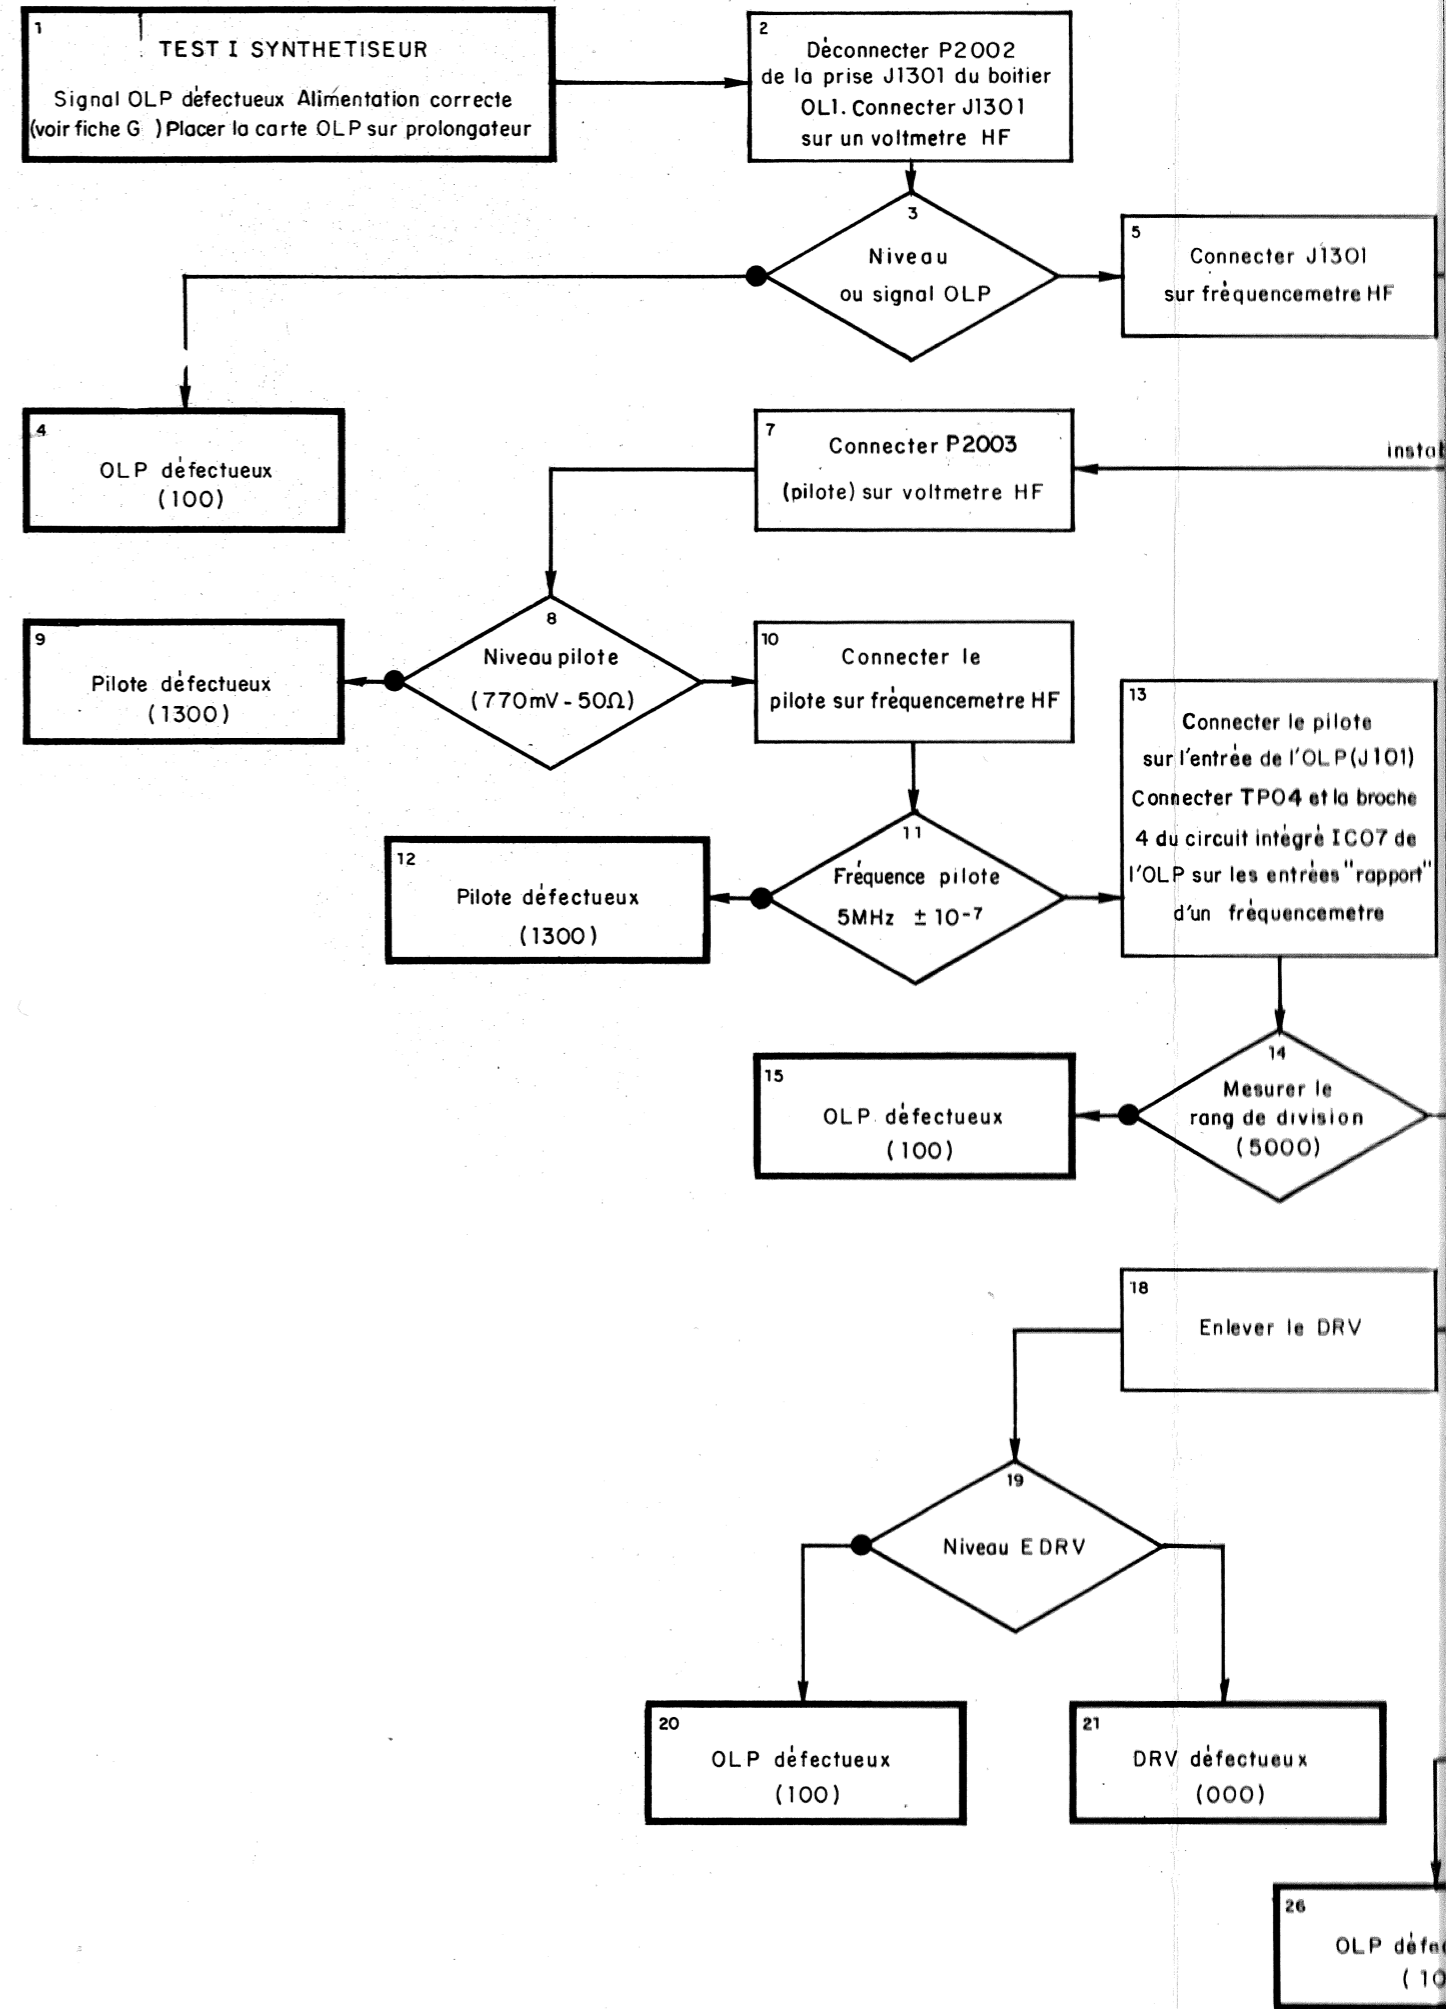 1
TEST I SYNTHETISEUR
Signal OLP défectueux Alimentation correcte
(voir fiche G ) Placer la carte OLP sur prolongateur
2
Déconnecter P2002
de la prise J1301 du boitier
OL1. Connecter J1301
sur un voltmetre HF
3
Niveau
ou signal OLP
5
Connecter J1301
sur fréquencemetre HF
4
OLP défectueux
(100)
7
Connecter P2003
(pilote) sur voltmetre HF
8
Niveau pilote
(770mV - 50Ω)
9
Pilote défectueux
(1300)
10
Connecter le
pilote sur fréquencemetre HF
11
Fréquence pilote
5MHz ± 10-7
12
Pilote défectueux
(1300)
13
Connecter le pilote
sur l'entrée de l'OLP(J101)
Connecter TP04 et la broche
4 du circuit intégré IC07 de
l'OLP sur les entrées "rapport"
d'un fréquencemetre
14
Mesurer le
rang de division
(5000)
15
OLP défectueux
(100)
18
Enlever le DRV
19
Niveau E DRV
20
OLP défectueux
(100)
21
DRV défectueux
(000)
26
OLP